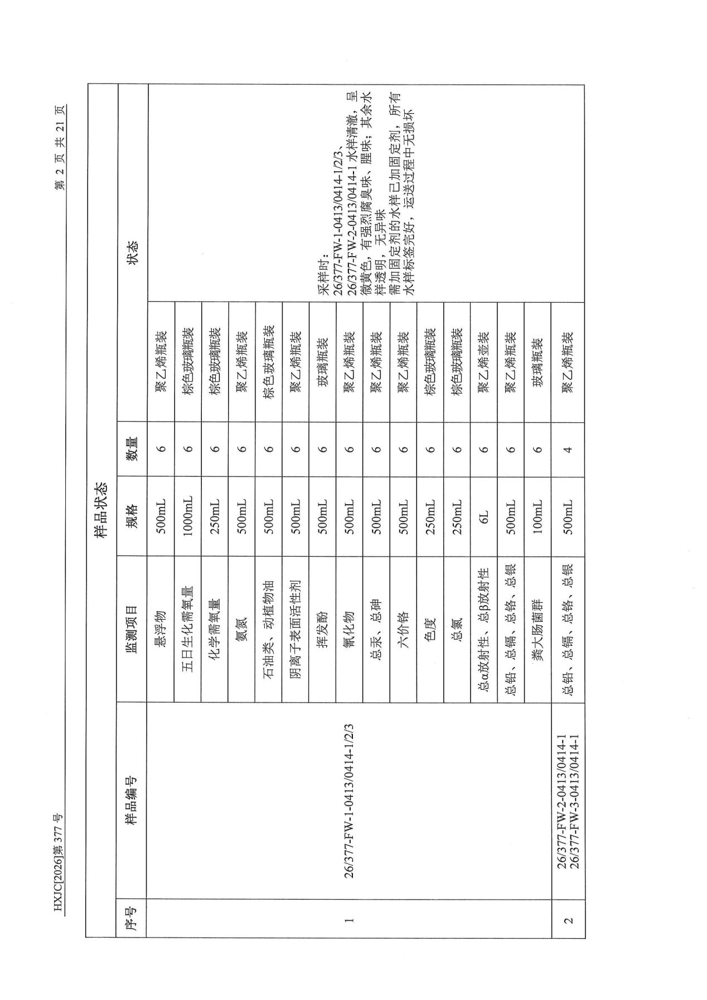 HXJC[2026]第 377 号
第 2 页 共 21 页
样品状态
序号 样品编号 监测项目 规格 数量 状态
1 26/377-FW-1-0413/0414-1/2/3
悬浮物 500mL 6 聚乙烯瓶装
五日生化需氧量 1000mL 6 棕色玻璃瓶装
化学需氧量 250mL 6 棕色玻璃瓶装
氨氮 500mL 6 聚乙烯瓶装
石油类、动植物油 500mL 6 棕色玻璃瓶装
阴离子表面活性剂 500mL 6 聚乙烯瓶装
挥发酚 500mL 6 玻璃瓶装
氰化物 500mL 6 聚乙烯瓶装
总汞、总砷 500mL 6 聚乙烯瓶装
六价铬 500mL 6 聚乙烯瓶装
色度 250mL 6 棕色玻璃瓶装
总氯 250mL 6 棕色玻璃瓶装
总α放射性、总β放射性 6L 6 聚乙烯壶装
总铅、总镉、总铬、总银 500mL 6 聚乙烯瓶装
粪大肠菌群 100mL 6 玻璃瓶装
2 26/377-FW-2-0413/0414-1
26/377-FW-3-0413/0414-1
总铅、总镉、总铬、总银 500mL 4 聚乙烯瓶装
采样时：
26/377-FW-1-0413/0414-1/2/3、
26/377-FW-2-0413/0414-1 水样清澈，呈
微黄色，有强烈腐臭味、腥味；其余水
样透明，无异味
需加固定剂的水样已加固定剂，所有
水样标签完好，运送过程中无损坏